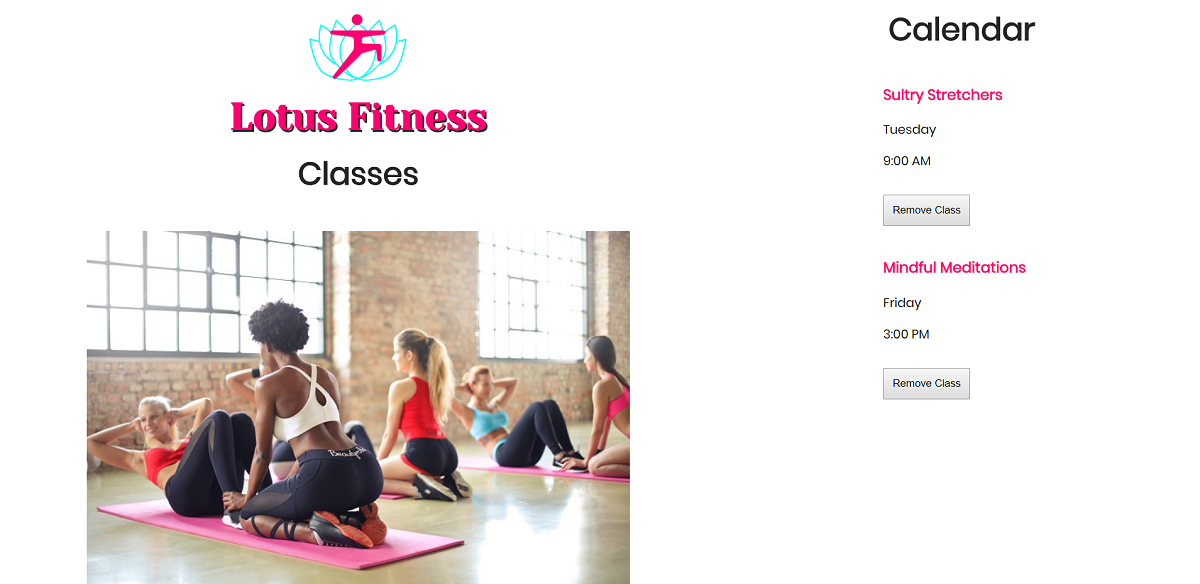 Lotus Fitness
Classes
Calendar
Sultry Stretchers
Tuesday
9:00 AM
Remove Class
Mindful Meditations
Friday
3:00 PM
Remove Class